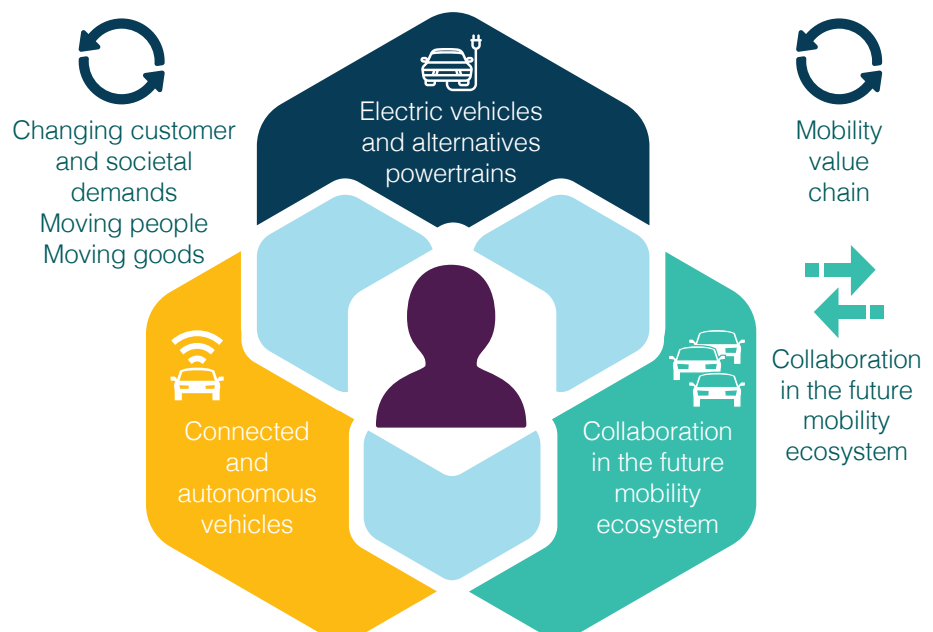 Changing customer
and societal
demands
Moving people
Moving goods
Electric vehicles
and alternatives
powertrains
Mobility
value
chain
Connected
and
autonomous
vehicles
Collaboration
in the future
mobility
ecosystem
Collaboration
in the future
mobility
ecosystem